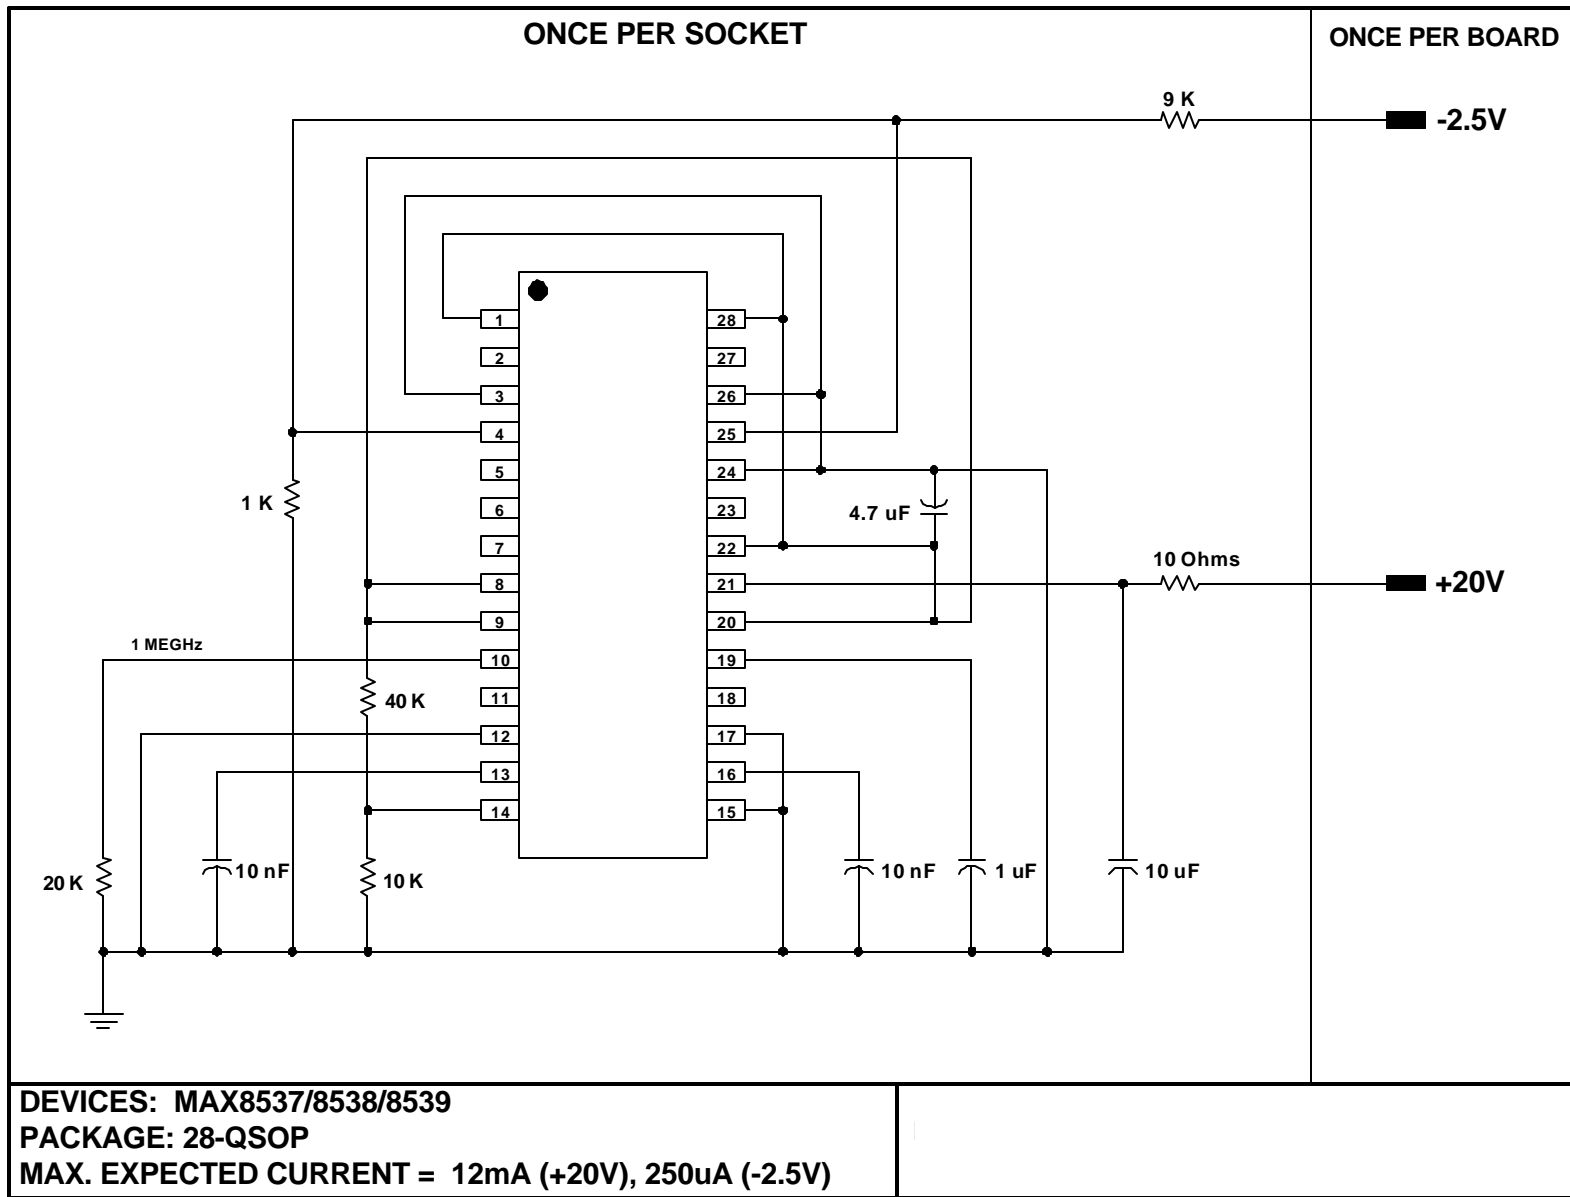 ONCE PER SOCKET
ONCE PER BOARD
9 K
-2.5V
1
28
2
27
3
26
4
25
5
24
1 K
6
23
4.7 uF
7
22
10 Ohms
8
21
+20V
9
20
1 MEGHz
10
19
11
18
40 K
12
17
13
16
14
15
20 K
10 nF
10 K
10 nF
1 uF
10 uF
DEVICES: MAX8537/8538/8539
PACKAGE: 28-QSOP
MAX. EXPECTED CURRENT = 12mA (+20V), 250uA (-2.5V)